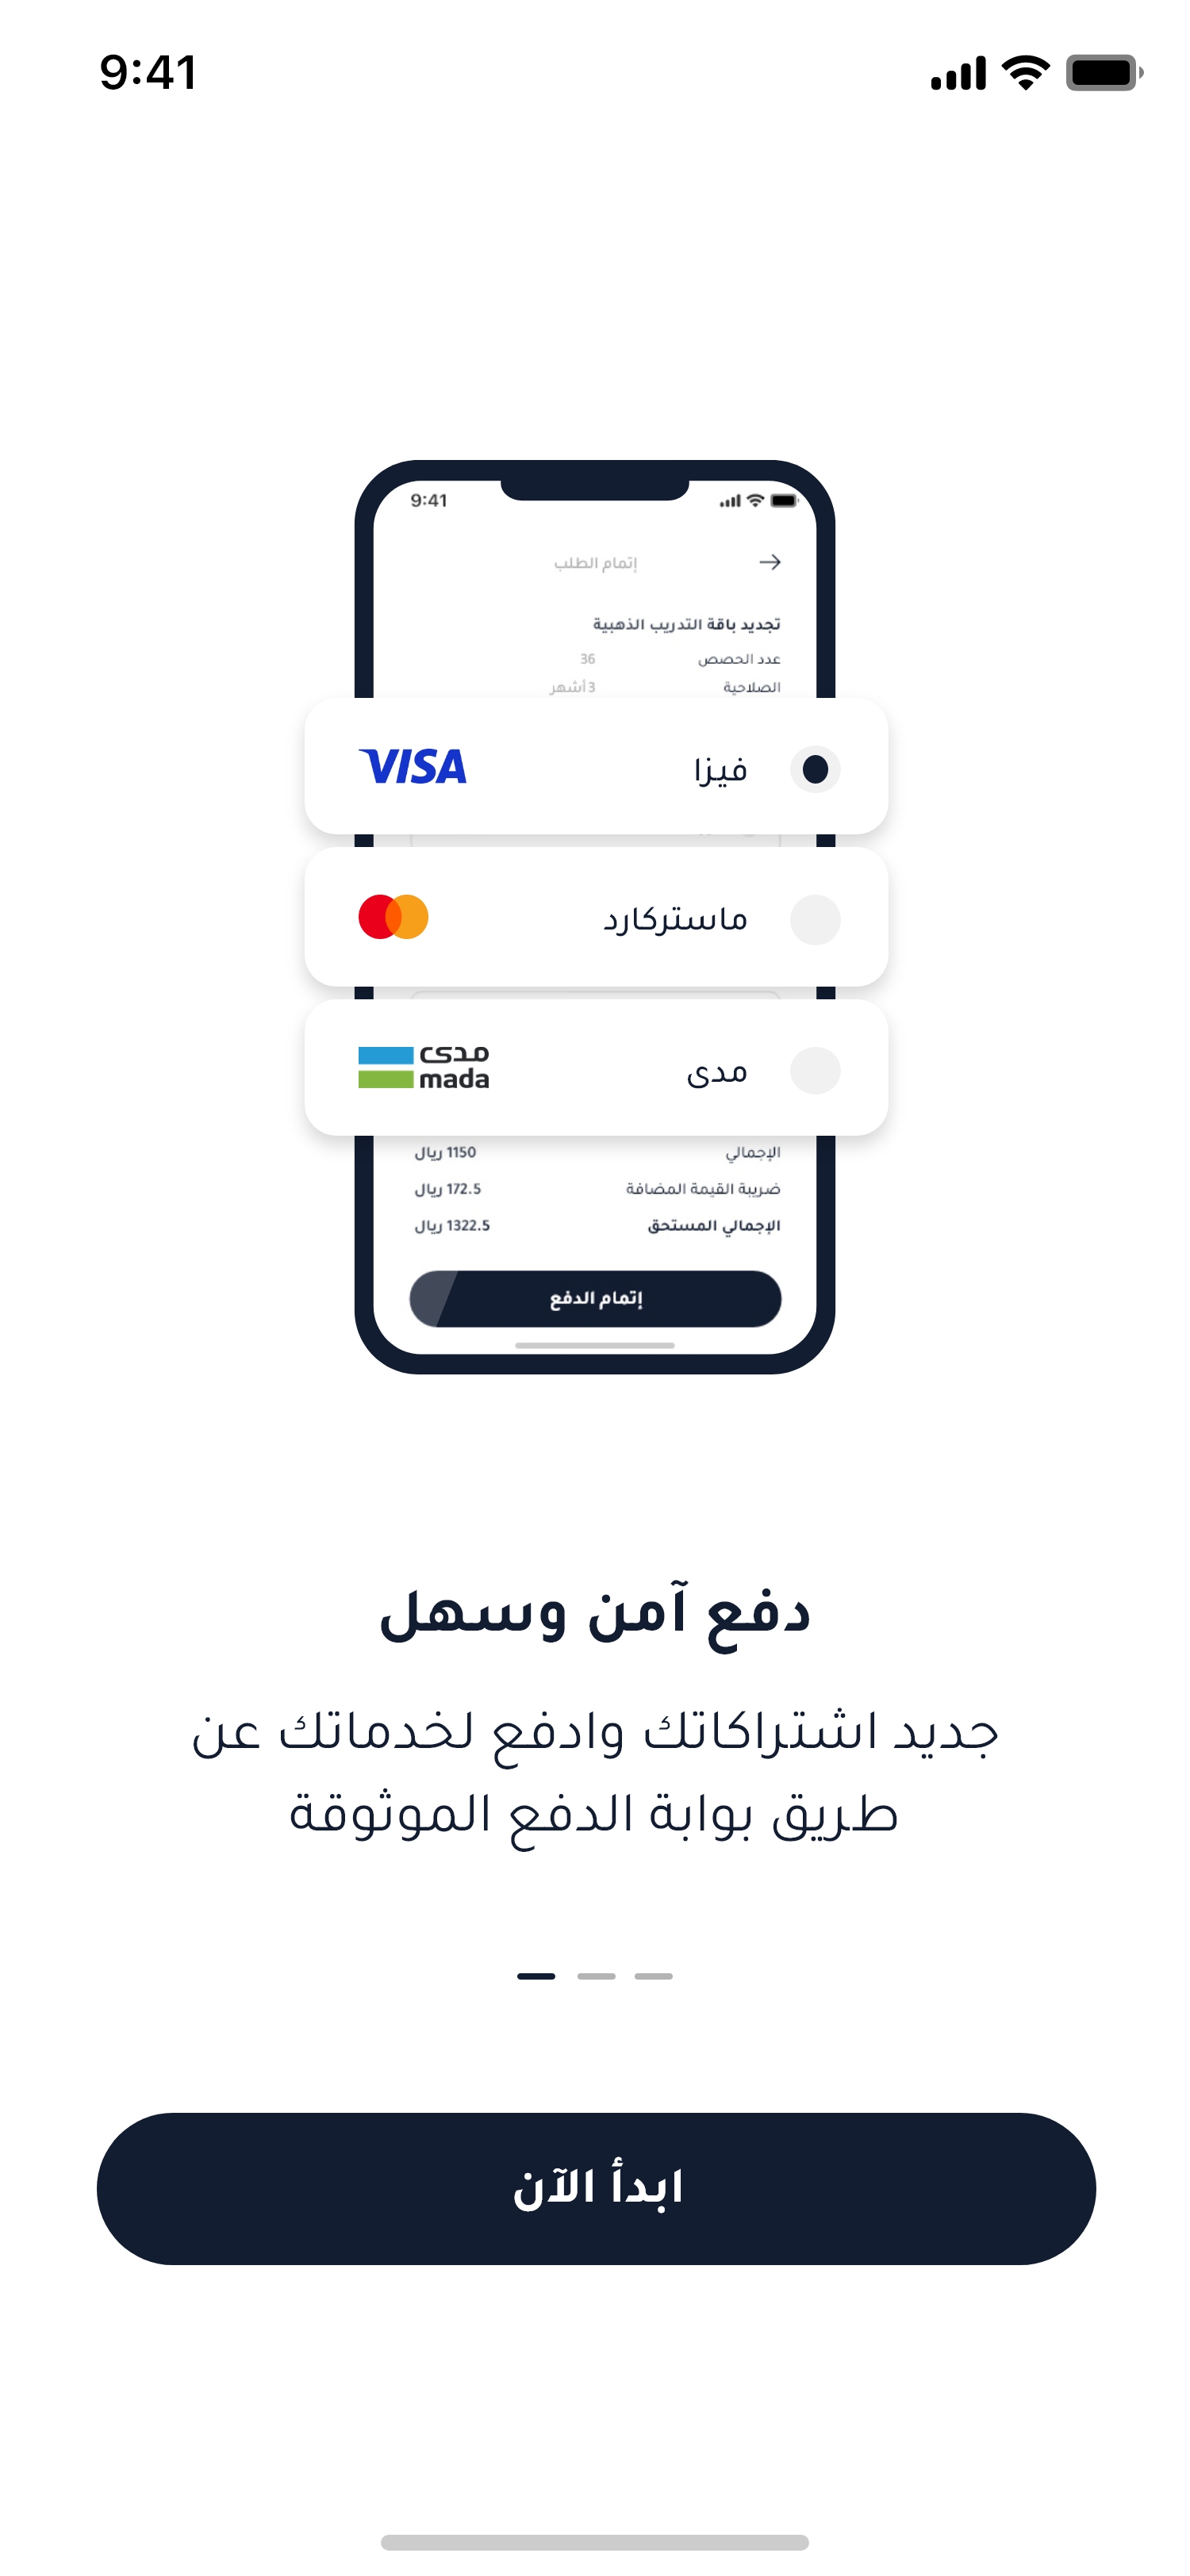 9:41
9:41
إتمام الطلب
تجديد باقة التدريب الذهبية
عدد الحصص 36
الصلاحية 3 أشهر
فيزا VISA
ماستركارد
مدى مدى mada
الإجمالي 1150 ريال
ضريبة القيمة المضافة 172.5 ريال
الإجمالي المستحق 1322.5 ريال
إتمام الدفع
دفع آمن وسهل
جديد اشتراكاتك وادفع لخدماتك عن
طريق بوابة الدفع الموثوقة
ابدأ الآن